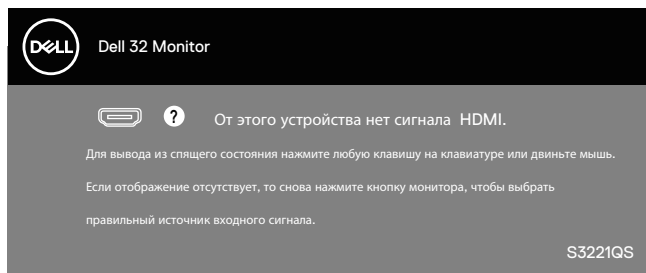 DELL
Dell 32 Monitor
?
От этого устройства нет сигнала HDMI.
Для вывода из спящего состояния нажмите любую клавишу на клавиатуре или двиньте мышь.
Если отображение отсутствует, то снова нажмите кнопку монитора, чтобы выбрать
правильный источник входного сигнала.
S3221QS